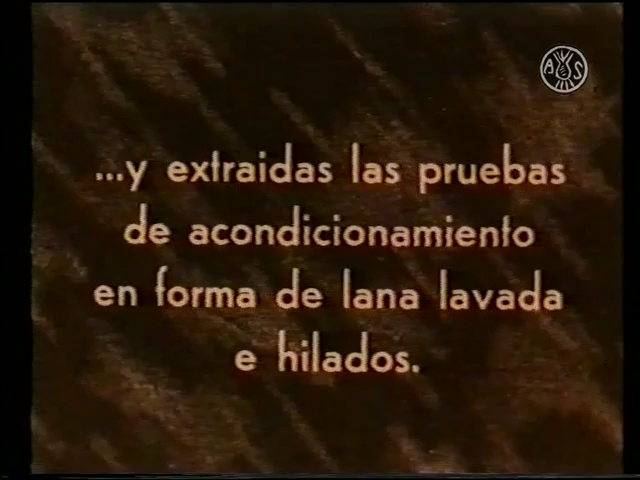 A S
...y extraidas las pruebas
de acondicionamiento
en forma de lana lavada
e hilados.